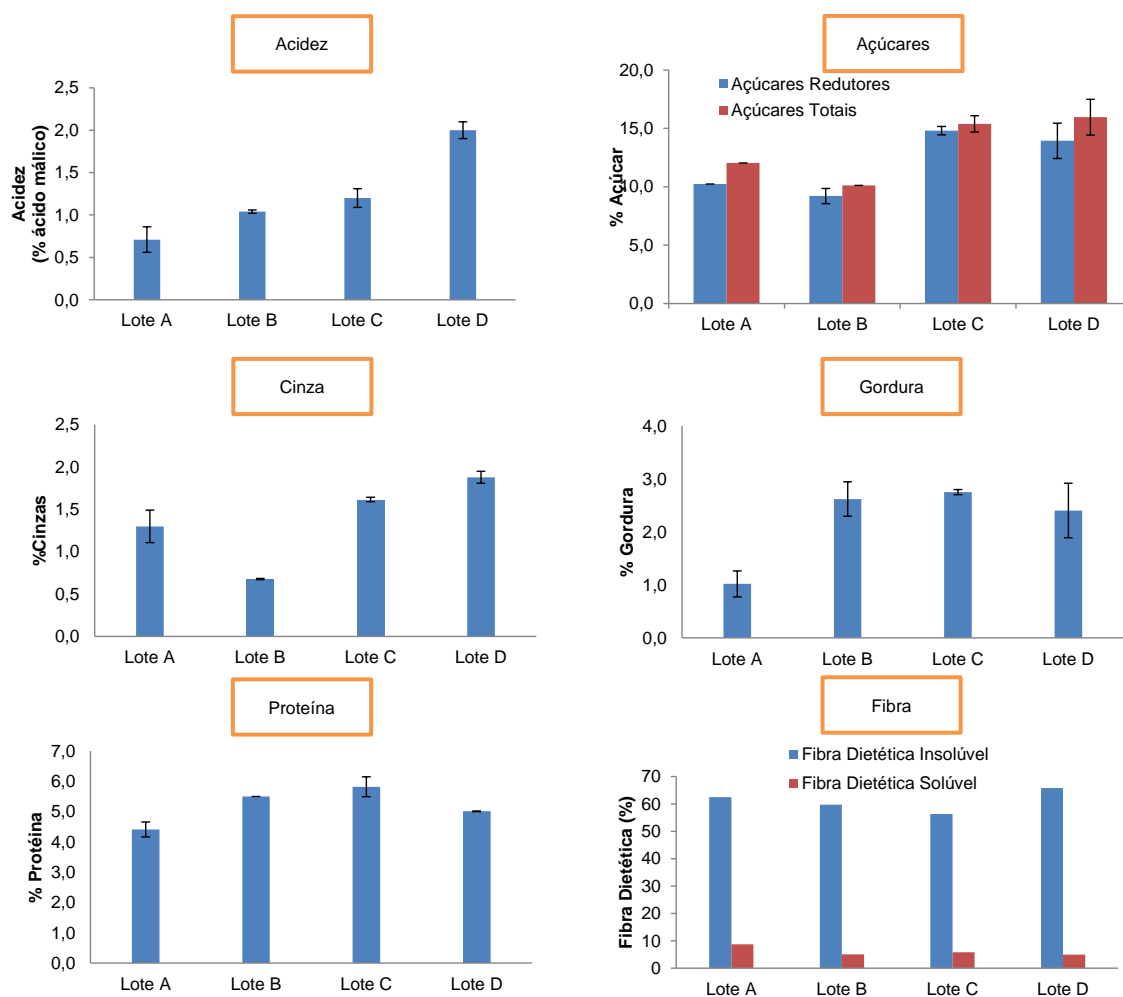 Acidez
Acidez
(% ácido málico)
2,5
2,0
1,5
1,0
0,5
0,0
Lote A Lote B Lote C Lote D
Açúcares
Açúcares Redutores
Açúcares Totais
% Açúcar
20,0
15,0
10,0
5,0
0,0
Lote A Lote B Lote C Lote D
Cinza
%Cinzas
2,5
2,0
1,5
1,0
0,5
0,0
Lote A Lote B Lote C Lote D
Gordura
% Gordura
4,0
3,0
2,0
1,0
0,0
Lote A Lote B Lote C Lote D
Proteína
% Protéina
7,0
6,0
5,0
4,0
3,0
2,0
1,0
0,0
Lote A Lote B Lote C Lote D
Fibra
Fibra Dietética Insolúvel
Fibra Dietética Solúvel
Fibra Dietética (%)
70
60
50
40
30
20
10
0
Lote A Lote B Lote C Lote D